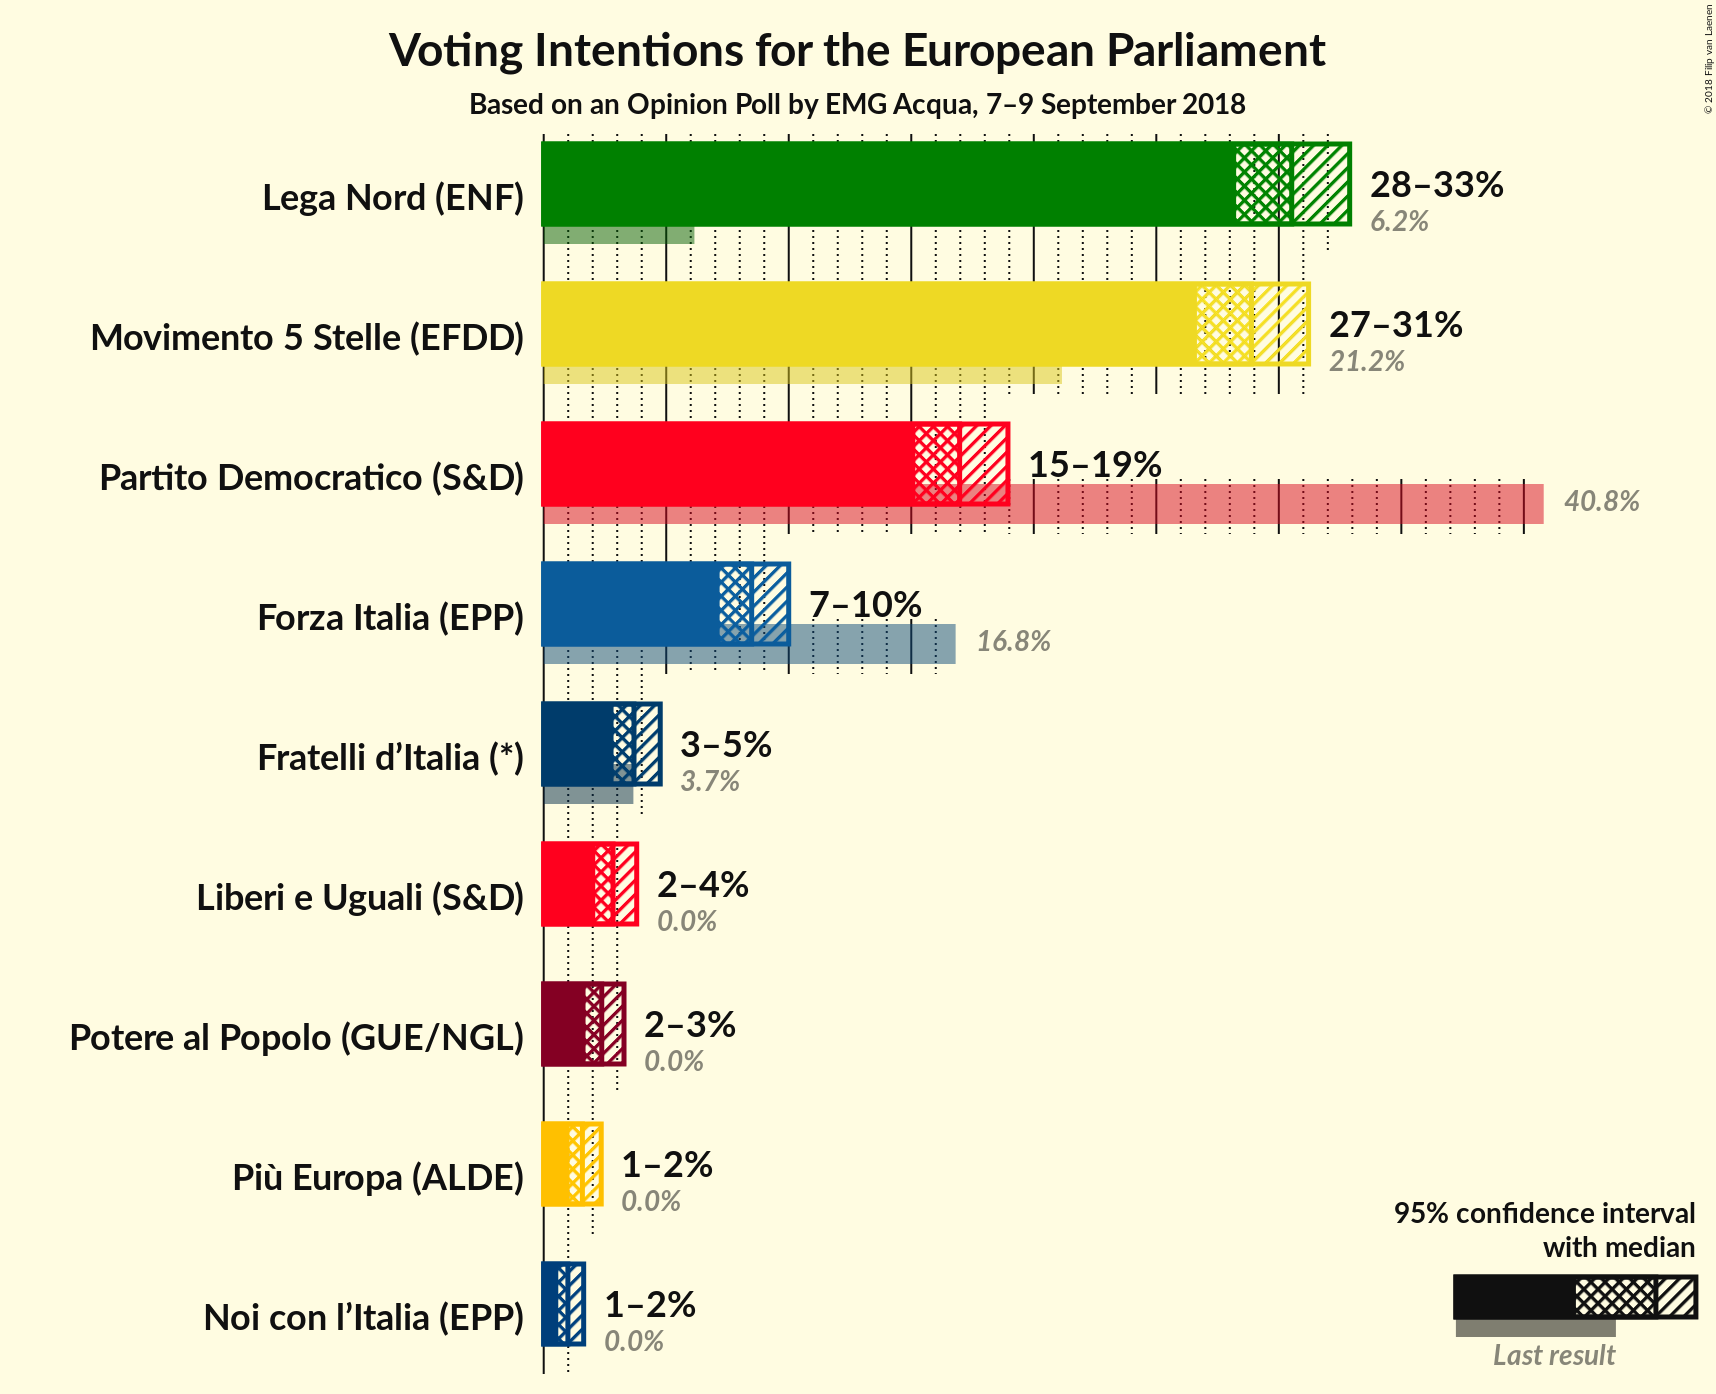 Voting Intentions for the European Parliament
Based on an Opinion Poll by EMG Acqua, 7–9 September 2018
© 2018 Filip van Laenen
Lega Nord (ENF)
28–33%
6.2%
Movimento 5 Stelle (EFDD)
27–31%
21.2%
Partito Democratico (S&D)
15–19%
40.8%
Forza Italia (EPP)
7–10%
16.8%
Fratelli d’Italia (*)
3–5%
3.7%
Liberi e Uguali (S&D)
2–4%
0.0%
Potere al Popolo (GUE/NGL)
2–3%
0.0%
Più Europa (ALDE)
1–2%
0.0%
Noi con l’Italia (EPP)
1–2%
0.0%
95% confidence interval
with median
Last result